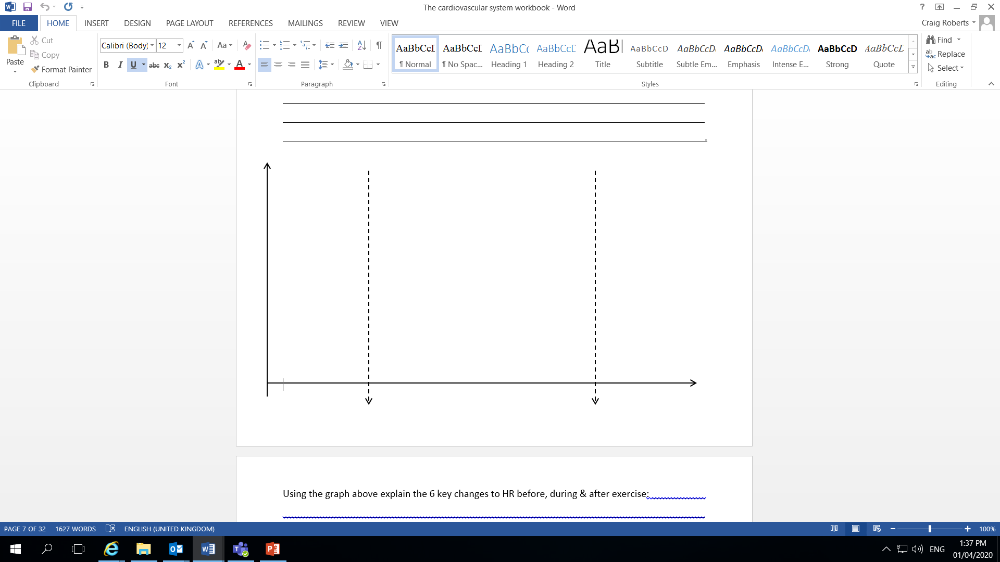 The cardiovascular system workbook - Word
?
FILE HOME INSERT DESIGN PAGE LAYOUT REFERENCES MAILINGS REVIEW VIEW
Craig Roberts
Paste
Cut
Copy
Format Painter
Clipboard
Calibri (Body) 12
B I U abc x₂ x²
Font
Paragraph
AaBbCcI AaBbCcI AaBbCc AaBbCcD AaBl AaBbCcD AaBbCcD AaBbCcD AaBbCcD AaBbCcD AaBbCcD
¶ Normal ¶ No Spac... Heading 1 Heading 2 Title Subtitle Subtle Em... Emphasis Intense E... Strong Quote
Styles
Find
Replace
Select
Editing
.
Using the graph above explain the 6 key changes to HR before, during & after exercise:
PAGE 7 OF 32 1627 WORDS ENGLISH (UNITED KINGDOM)
100%
ENG
1:37 PM
01/04/2020